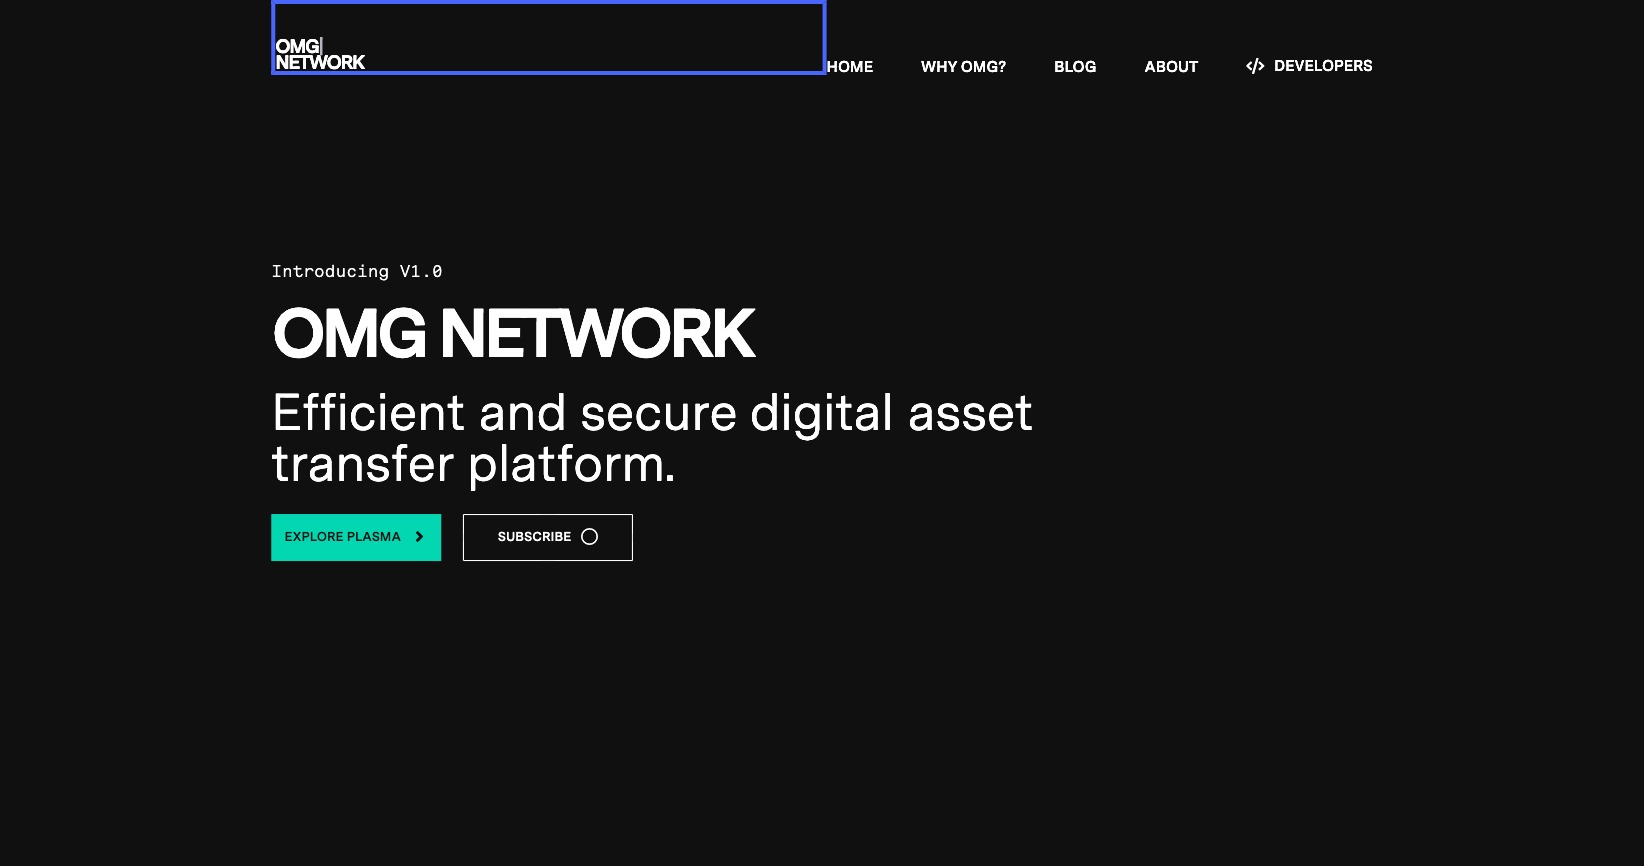 OMG
NETWORK
HOME WHY OMG? BLOG ABOUT </> DEVELOPERS
Introducing V1.0
OMG NETWORK
Efficient and secure digital asset
transfer platform.
EXPLORE PLASMA
SUBSCRIBE